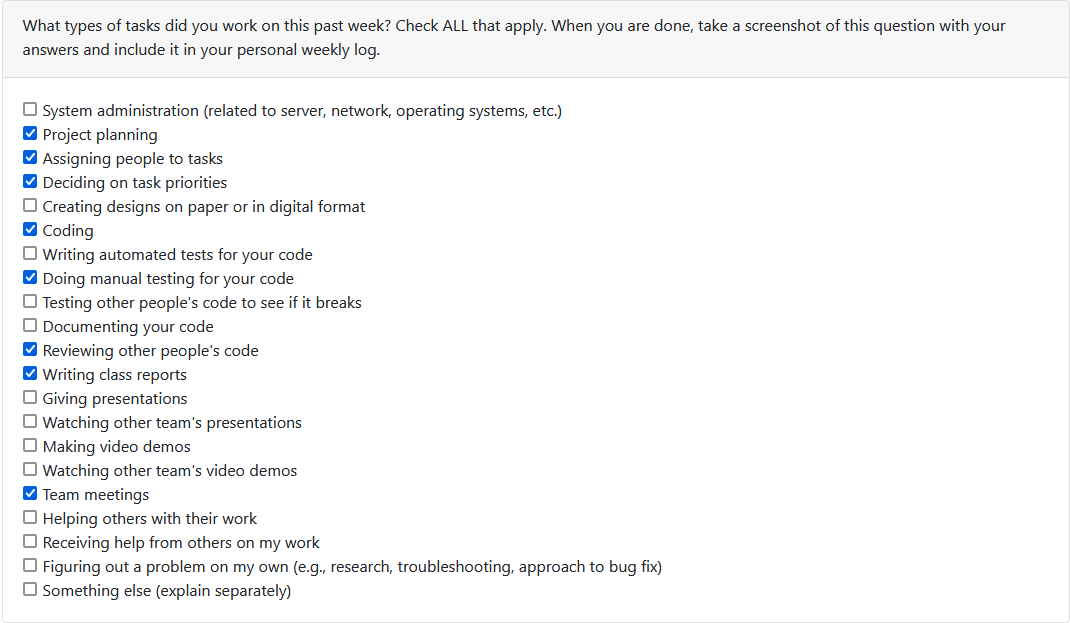 What types of tasks did you work on this past week? Check ALL that apply. When you are done, take a screenshot of this question with your
answers and include it in your personal weekly log.
System administration (related to server, network, operating systems, etc.)
Project planning
Assigning people to tasks
Deciding on task priorities
Creating designs on paper or in digital format
Coding
Writing automated tests for your code
Doing manual testing for your code
Testing other people's code to see if it breaks
Documenting your code
Reviewing other people's code
Writing class reports
Giving presentations
Watching other team's presentations
Making video demos
Watching other team's video demos
Team meetings
Helping others with their work
Receiving help from others on my work
Figuring out a problem on my own (e.g., research, troubleshooting, approach to bug fix)
Something else (explain separately)